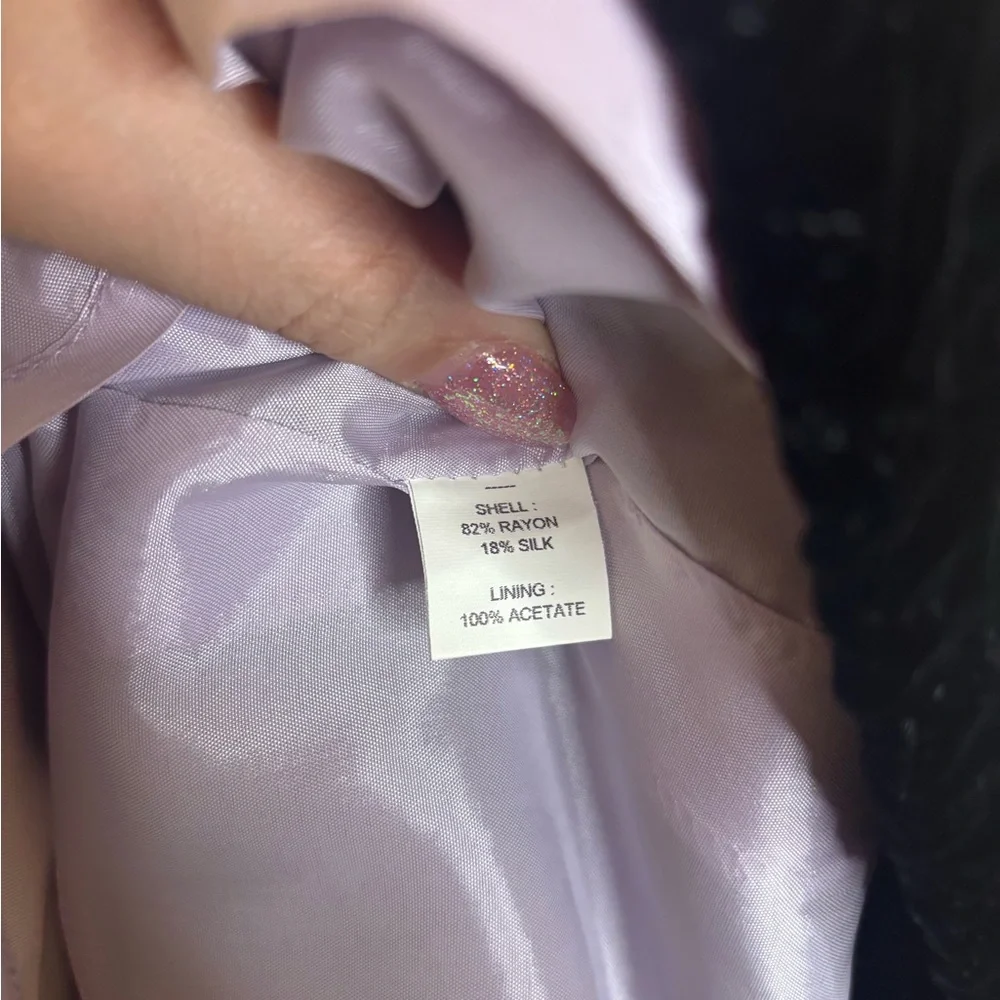 SHELL :
82% RAYON
18% SILK
LINING :
100% ACETATE